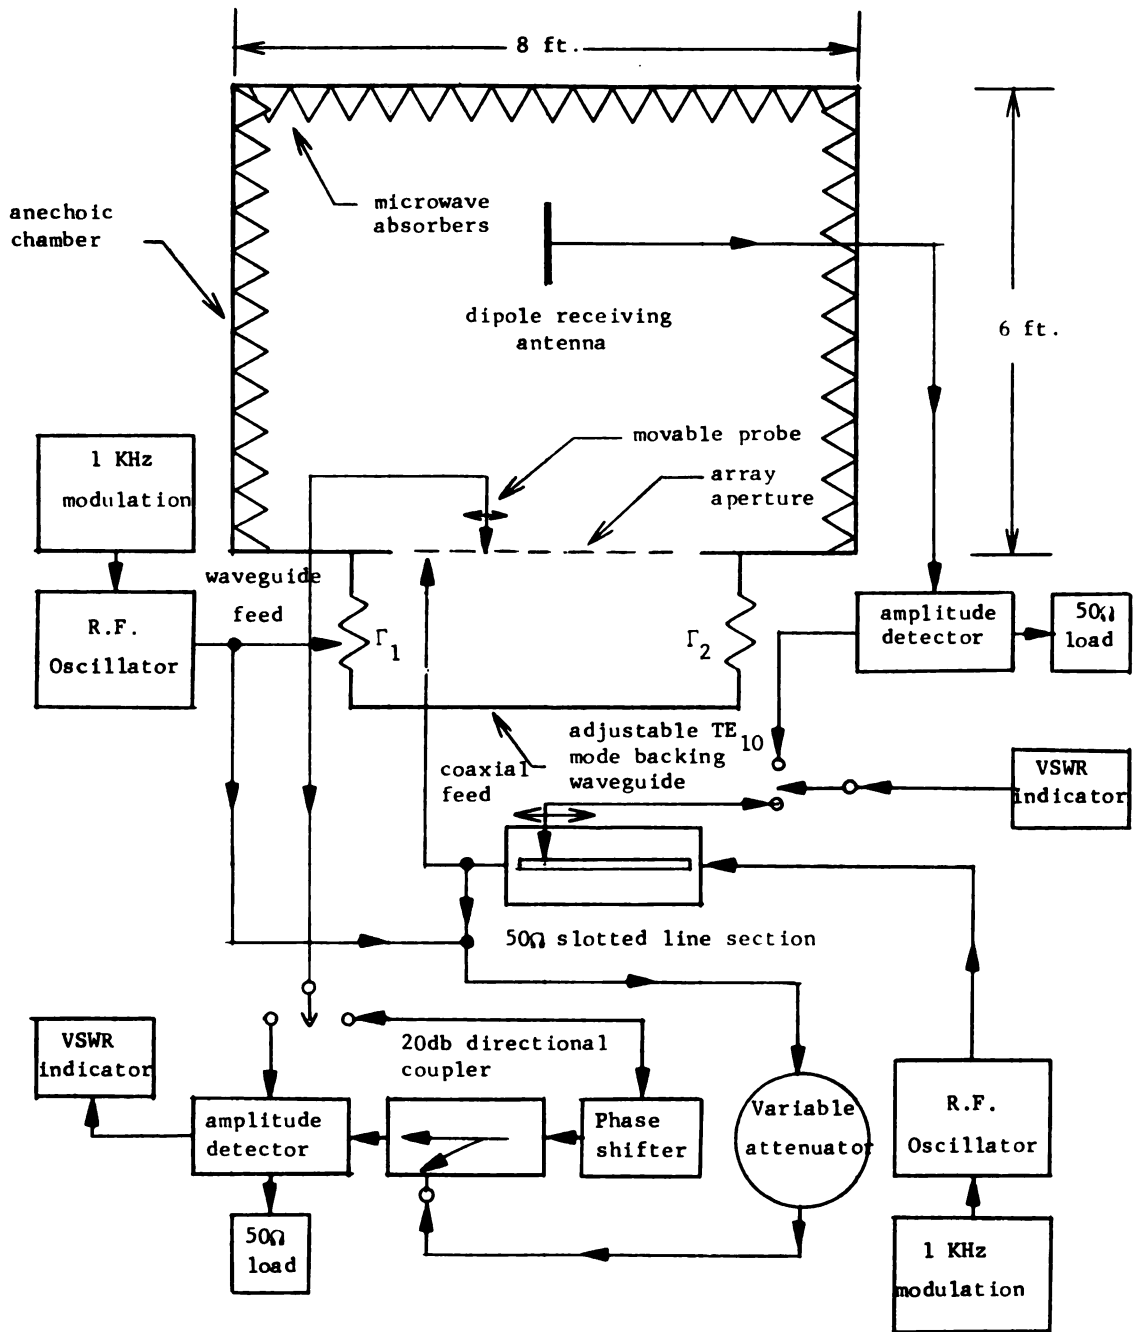 8 ft.
anechoic
chamber
microwave
absorbers
dipole receiving
antenna
6 ft.
1 KHz
modulation
movable probe
array
aperture
waveguide
feed
R.F.
Oscillator
Γ1
Γ2
amplitude
detector
50Ω
load
adjustable TE10
mode backing
waveguide
coaxial
feed
VSWR
indicator
50Ω slotted line section
VSWR
indicator
20db directional
coupler
amplitude
detector
Phase
shifter
Variable
attenuator
R.F.
Oscillator
50Ω
load
1 KHz
modulation